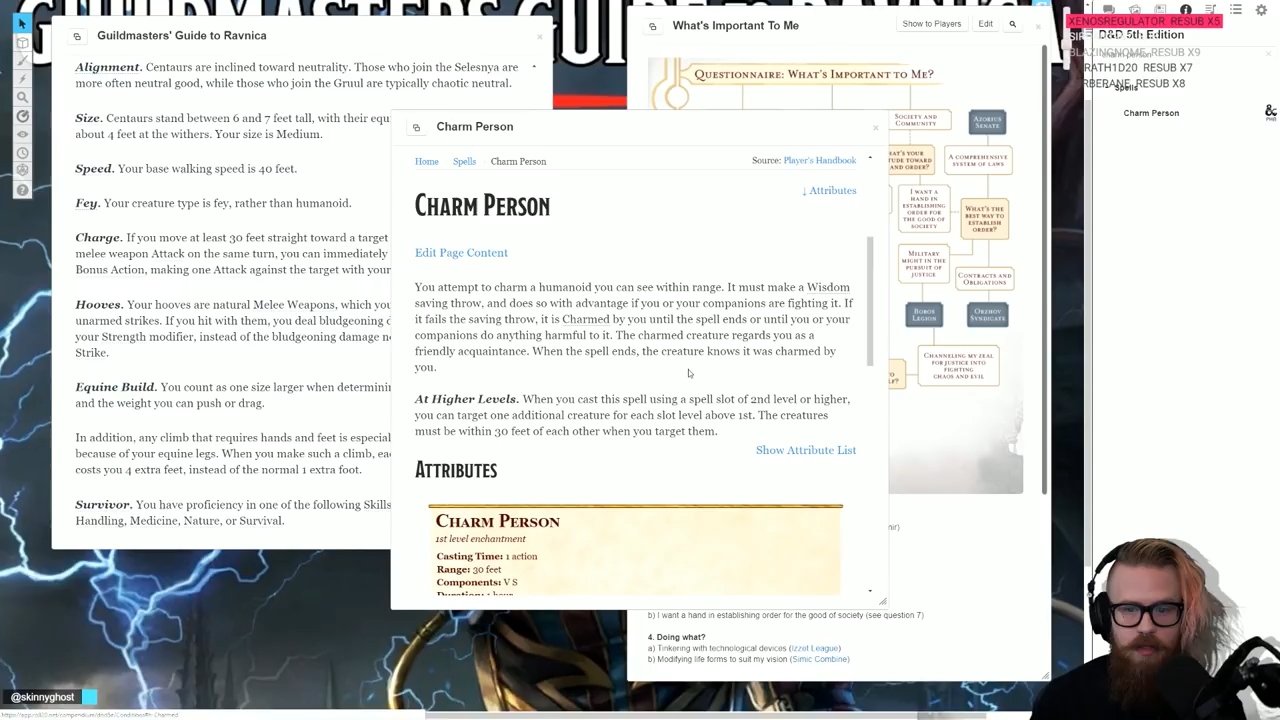 GUILDMASTERS' GUIDE
Guildmasters' Guide to Ravnica
Alignment. Centaurs are inclined toward neutrality. Those who join the Selesnya are
more often neutral good, while those who join the Gruul are typically chaotic neutral.
Size. Centaurs stand between 6 and 7 feet tall, with their equi
about 4 feet at the withers. Your size is Medium.
Speed. Your base walking speed is 40 feet.
Fey. Your creature type is fey, rather than humanoid.
Charge. If you move at least 30 feet straight toward a target
melee weapon Attack on the same turn, you can immediately
Bonus Action, making one Attack against the target with your
Hooves. Your hooves are natural Melee Weapons, which you
unarmed strikes. If you hit with them, you deal bludgeoning d
your Strength modifier, instead of the bludgeoning damage n
Strike.
Equine Build. You count as one size larger when determinin
and the weight you can push or drag.
In addition, any climb that requires hands and feet is especial
because of your equine legs. When you make such a climb, eac
costs you 4 extra feet, instead of the normal 1 extra foot.
Survivor. You have proficiency in one of the following Skills
Handling, Medicine, Nature, or Survival.
What's Important To Me
Show to Players
Edit
QUESTIONNAIRE: WHAT'S IMPORTANT TO ME?
SOCIETY AND
COMMUNITY
AZORIUS
SENATE
AT'S YOUR
TUDE TOWARD
AND ORDER?
A COMPREHENSIVE
SYSTEM OF LAWS
I WANT A
HAND IN
ESTABLISHING
ORDER FOR
THE GOOD OF
SOCIETY
WHAT'S THE
BEST WAY TO
ESTABLISH
ORDER?
MILITARY
MIGHT IN THE
PURSUIT OF
JUSTICE
CONTRACTS AND
OBLIGATIONS
BOROS
LEGION
ORZHOV
SYNDICATE
CHANNELING MY ZEAL
FOR JUSTICE INTO
FIGHTING
CHAOS AND EVIL
b) I want a hand in establishing order for the good of society (see question 7)
4. Doing what?
a) Tinkering with technological devices (Izzet League)
b) Modifying life forms to suit my vision (Simic Combine)
Charm Person
Home Spells Charm Person
Source: Player's Handbook
↓ Attributes
CHARM PERSON
Edit Page Content
You attempt to charm a humanoid you can see within range. It must make a Wisdom
saving throw, and does so with advantage if you or your companions are fighting it. If
it fails the saving throw, it is Charmed by you until the spell ends or until you or your
companions do anything harmful to it. The charmed creature regards you as a
friendly acquaintance. When the spell ends, the creature knows it was charmed by
you.
At Higher Levels. When you cast this spell using a spell slot of 2nd level or higher,
you can target one additional creature for each slot level above 1st. The creatures
must be within 30 feet of each other when you target them.
Show Attribute List
ATTRIBUTES
CHARM PERSON
1st level enchantment
Casting Time: 1 action
Range: 30 feet
Components: V S
Duration: 1 hour
XENOSREGULATOR RESUB X5
D&D 5th Edition
BLAZINGNOME RESUB X9
charm person
RATH1D20 RESUB X7
RBERANE RESUB X8
Spells
Charm Person
@skinnyghost